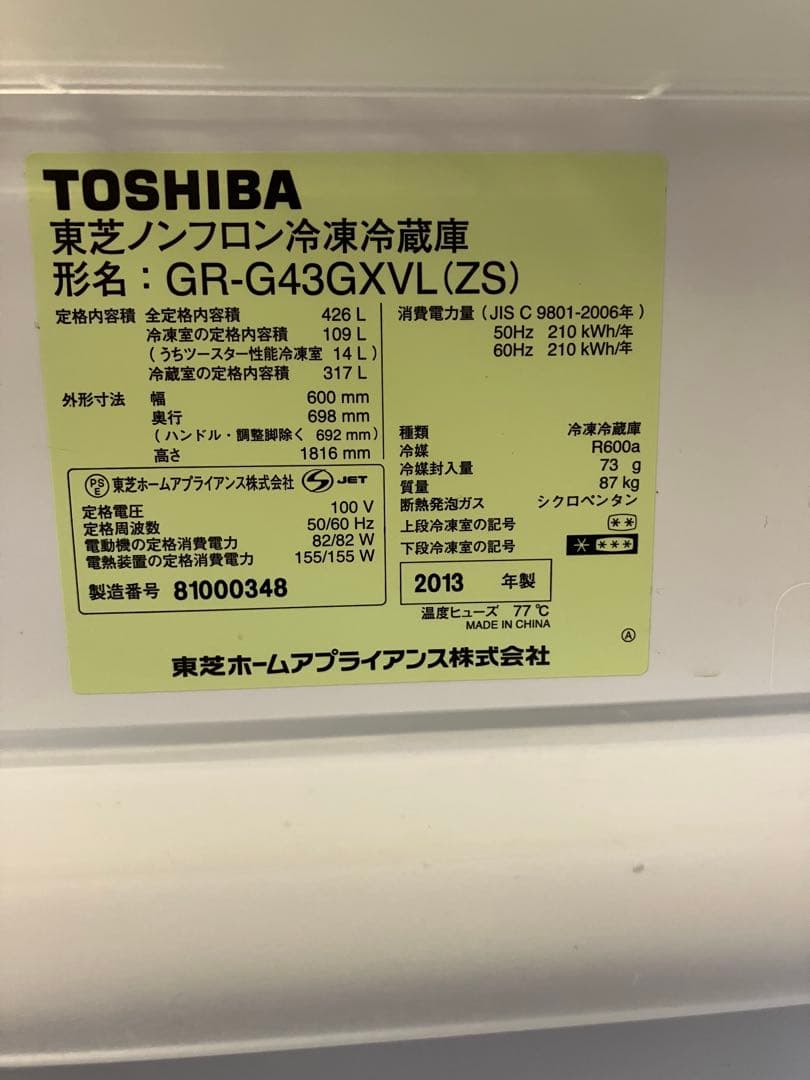 TOSHIBA
東芝ノンフロン冷凍冷蔵庫
形名：GR-G43GXVL(ZS)
定格内容積 全定格内容積 426 L
冷凍室の定格内容積 109 L
(うちツースター性能冷凍室 14 L)
冷蔵室の定格内容積 317 L
外形寸法 幅 600 mm
奥行 698 mm
(ハンドル・調整脚除く 692 mm)
高さ 1816 mm
消費電力量 (JIS C 9801-2006年)
50Hz 210 kWh/年
60Hz 210 kWh/年
種類 冷凍冷蔵庫
冷媒 R600a
冷媒封入量 73 g
質量 87 kg
断熱発泡ガス シクロペンタン
上段冷凍室の記号 **
下段冷凍室の記号 * ***
PSE 東芝ホームアプライアンス株式会社 JET
定格電圧 100 V
定格周波数 50/60 Hz
電動機の定格消費電力 82/82 W
電熱装置の定格消費電力 155/155 W
製造番号 81000348
2013 年製
温度ヒューズ 77℃
MADE IN CHINA
Ⓐ
東芝ホームアプライアンス株式会社